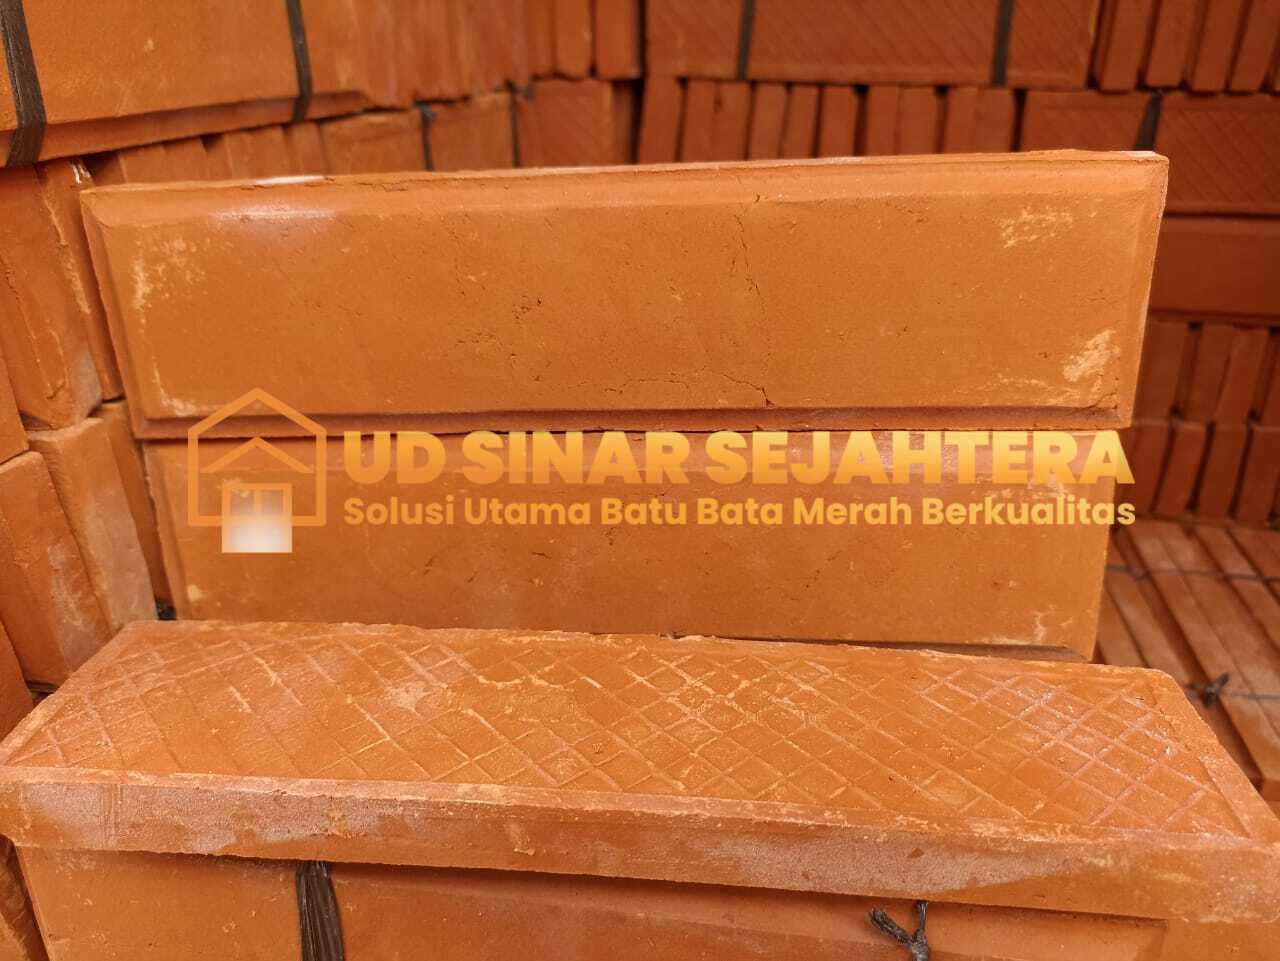 UD SINAR SEJAHTERA
Solusi Utama Batu Bata Merah Berkualitas